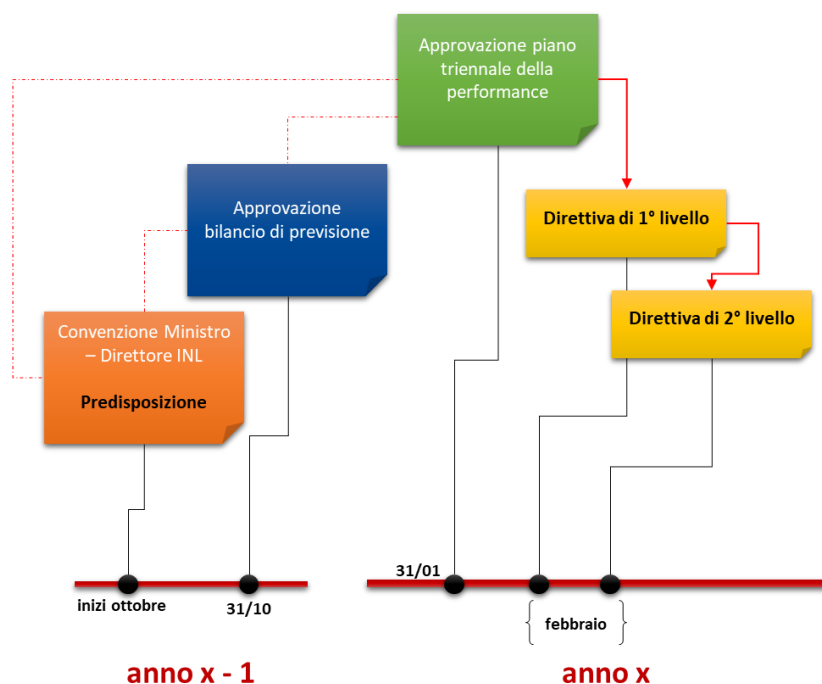 Approvazione piano
triennale della
performance
Approvazione
bilancio di previsione
Direttiva di 1° livello
Direttiva di 2° livello
Convenzione Ministro
– Direttore INL
Predisposizione
31/01
inizi ottobre
31/10
febbraio
anno x - 1
anno x